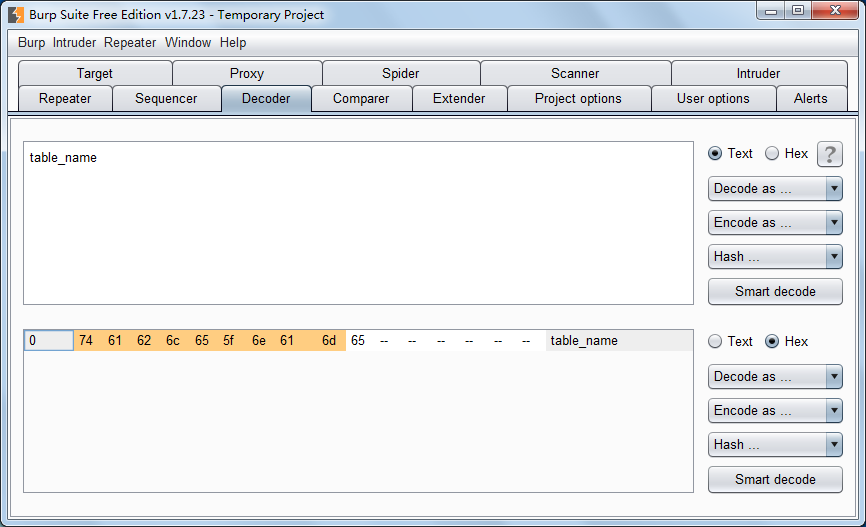 Burp Suite Free Edition v1.7.23 - Temporary Project
Burp Intruder Repeater Window Help
Target Proxy Spider Scanner Intruder
Repeater Sequencer Decoder Comparer Extender Project options User options Alerts
table_name
Text Hex ?
Decode as ...
Encode as ...
Hash ...
Smart decode
0 74 61 62 6c 65 5f 6e 61 6d 65 -- -- -- -- -- -- table_name
Text Hex
Decode as ...
Encode as ...
Hash ...
Smart decode